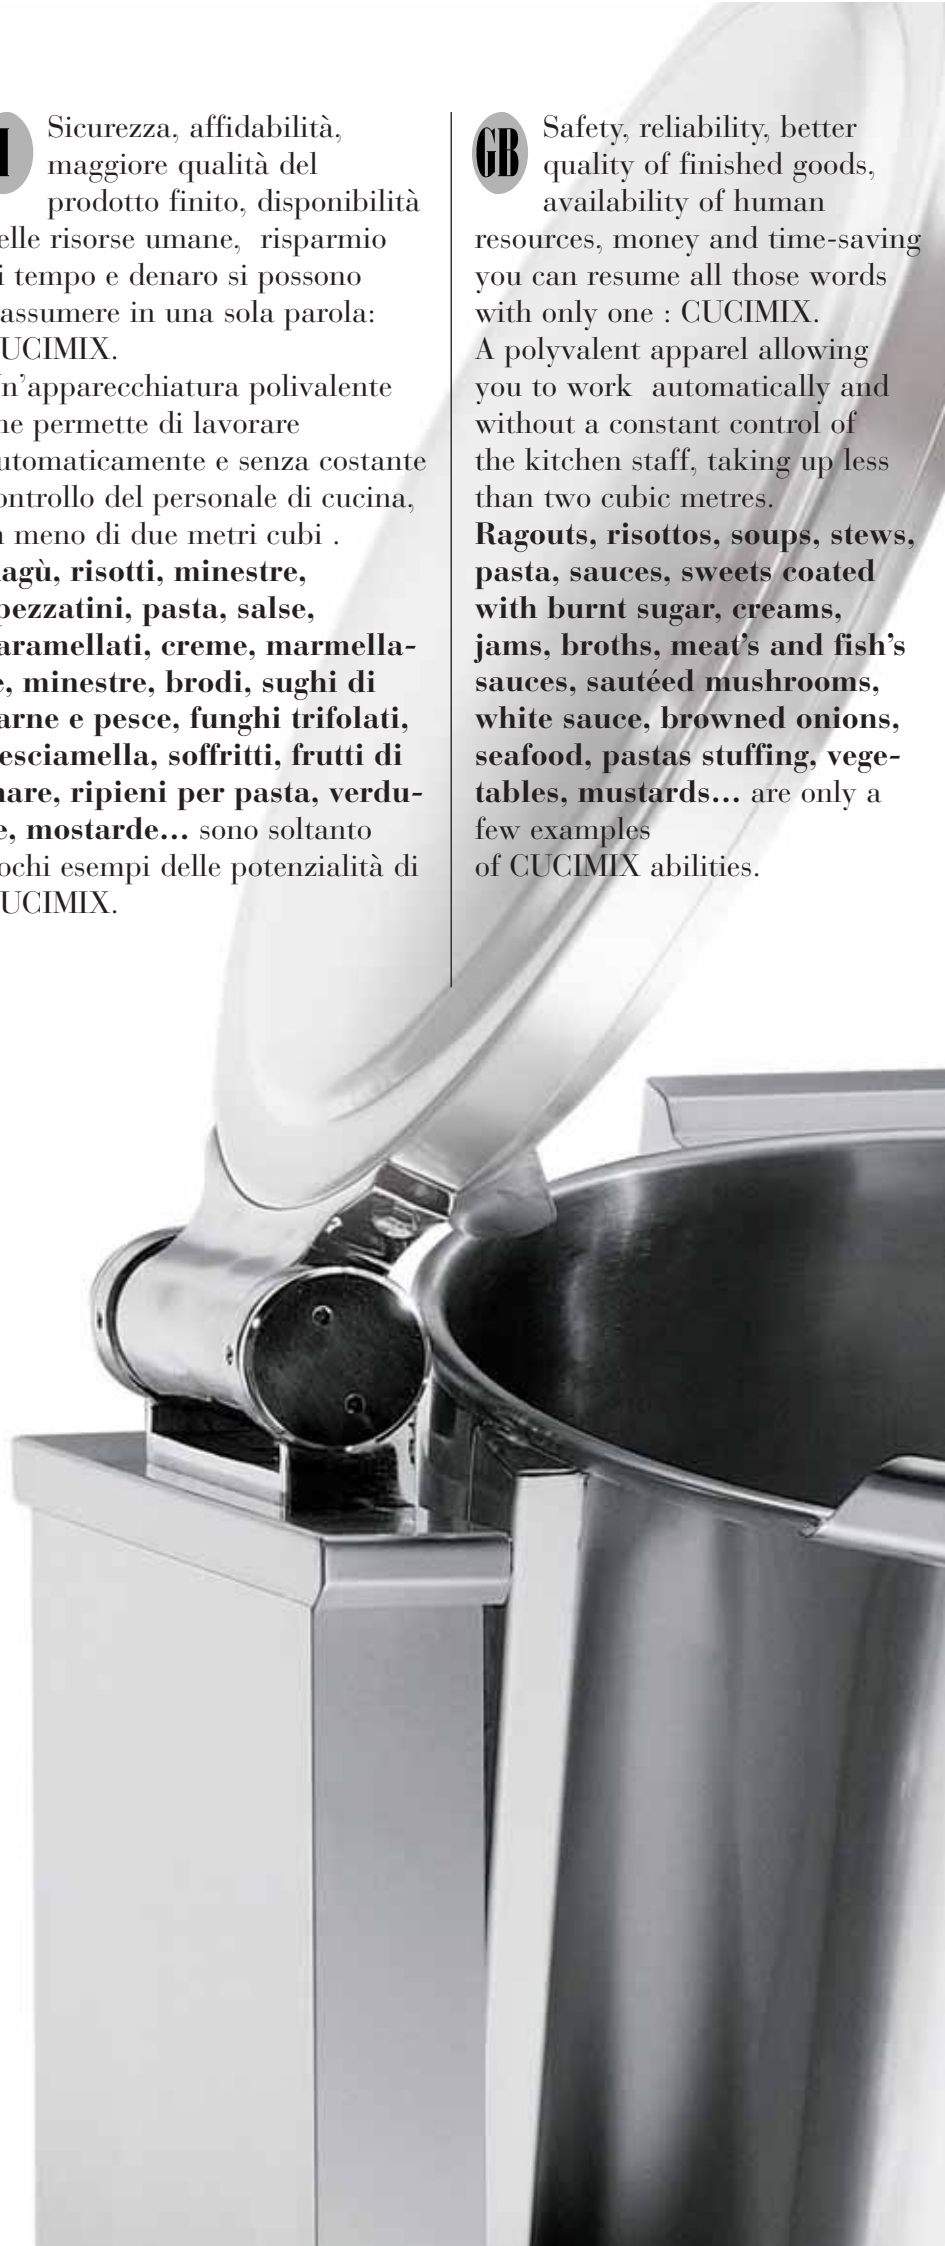 I
Sicurezza, affidabilità,
maggiore qualità del
prodotto finito, disponibilità
elle risorse umane, risparmio
i tempo e denaro si possono
assumere in una sola parola:
UCIMIX.
n'apparecchiatura polivalente
he permette di lavorare
utomaticamente e senza costante
ontrollo del personale di cucina,
n meno di due metri cubi .
agù, risotti, minestre,
pezzatini, pasta, salse,
aramellati, creme, marmella-
e, minestre, brodi, sughi di
arne e pesce, funghi trifolati,
esciamella, soffritti, frutti di
mare, ripieni per pasta, verdu-
e, mostarde... sono soltanto
ochi esempi delle potenzialità di
UCIMIX.
GB
Safety, reliability, better
quality of finished goods,
availability of human
resources, money and time-saving
you can resume all those words
with only one : CUCIMIX.
A polyvalent apparel allowing
you to work automatically and
without a constant control of
the kitchen staff, taking up less
than two cubic metres.
Ragouts, risottos, soups, stews,
pasta, sauces, sweets coated
with burnt sugar, creams,
jams, broths, meat's and fish's
sauces, sautéed mushrooms,
white sauce, browned onions,
seafood, pastas stuffing, vege-
tables, mustards... are only a
few examples
of CUCIMIX abilities.